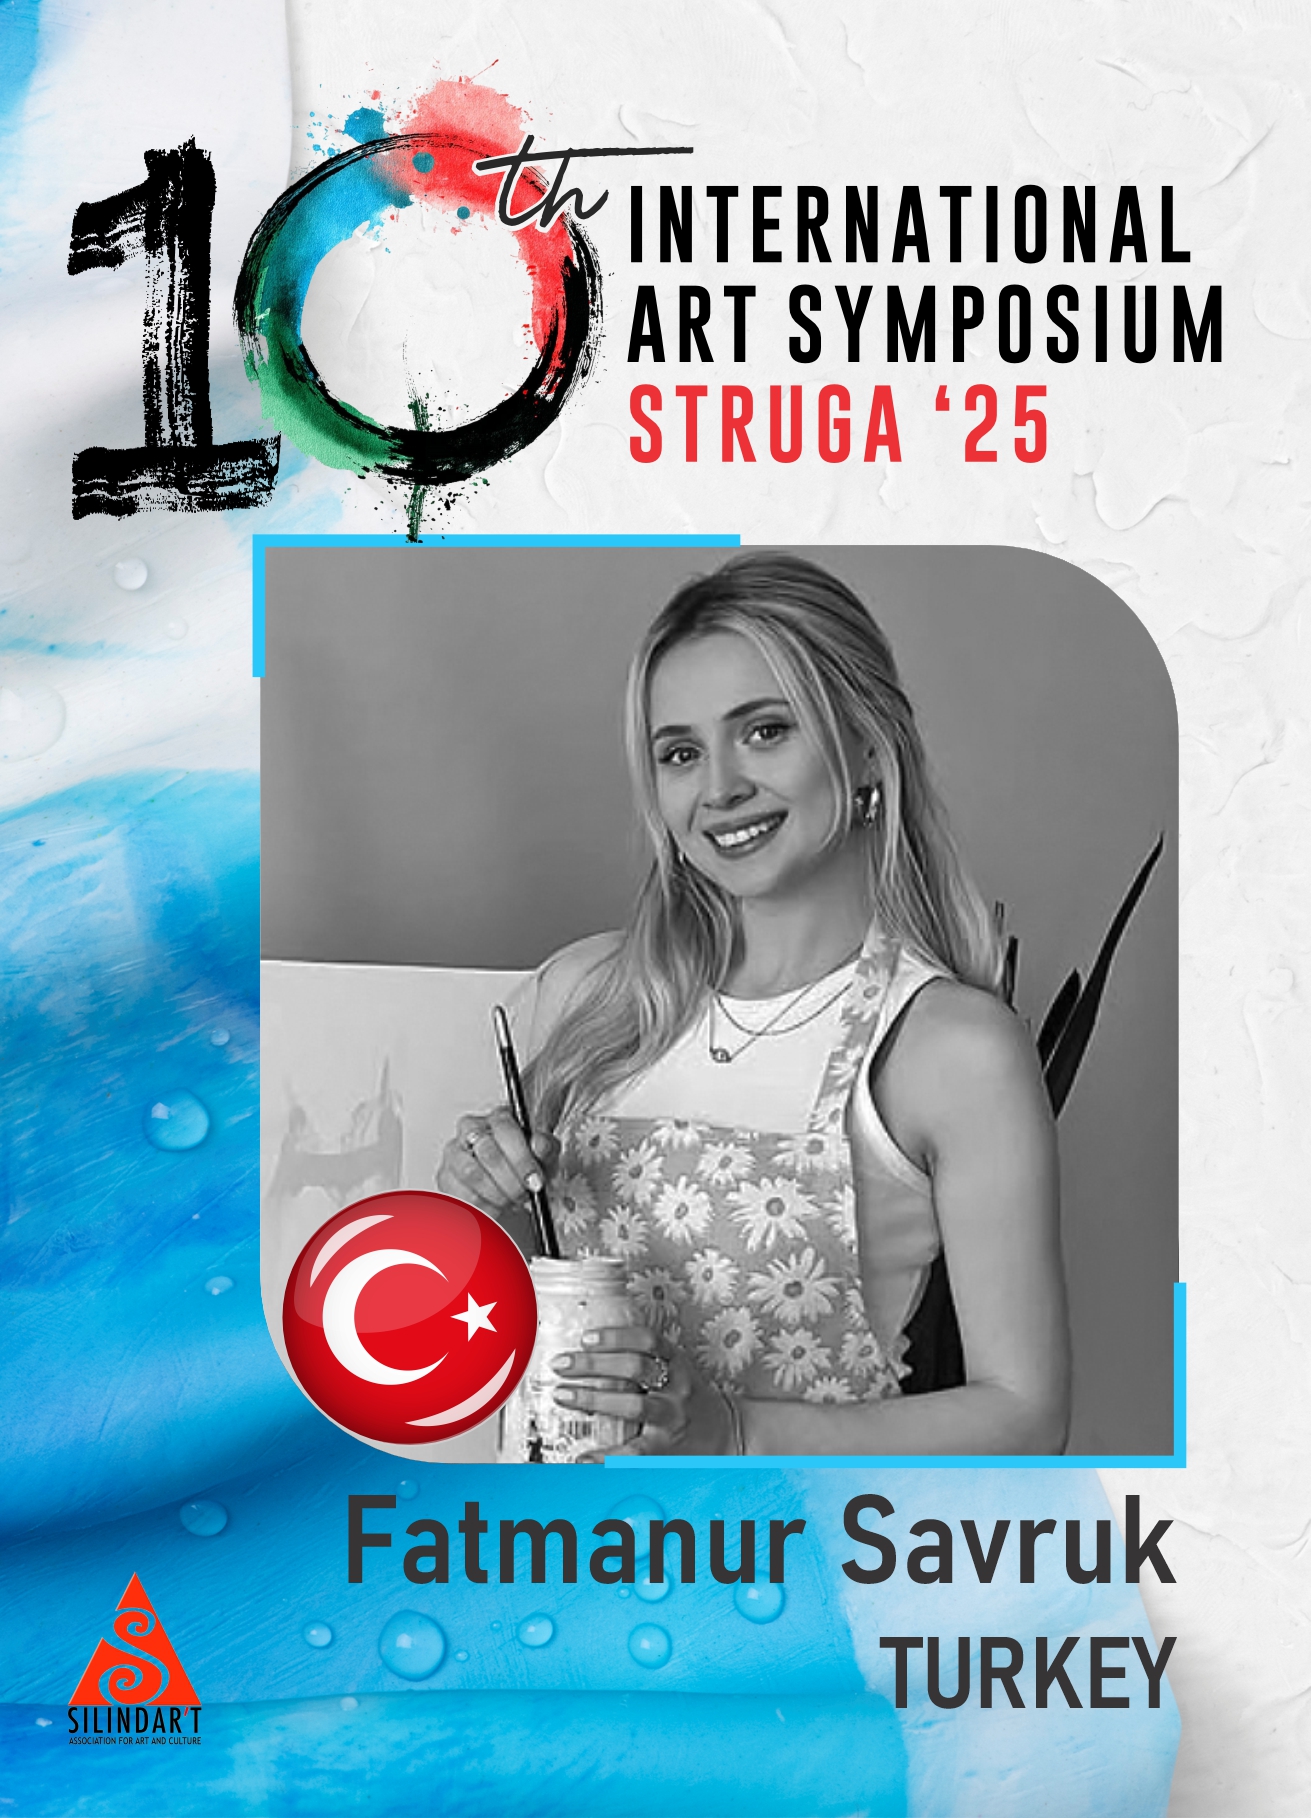 10th
INTERNATIONAL
ART SYMPOSIUM
STRUGA ‘25
Fatmanur Savruk
TURKEY
SILINDAR'T
ASSOCIATION FOR ART AND CULTURE